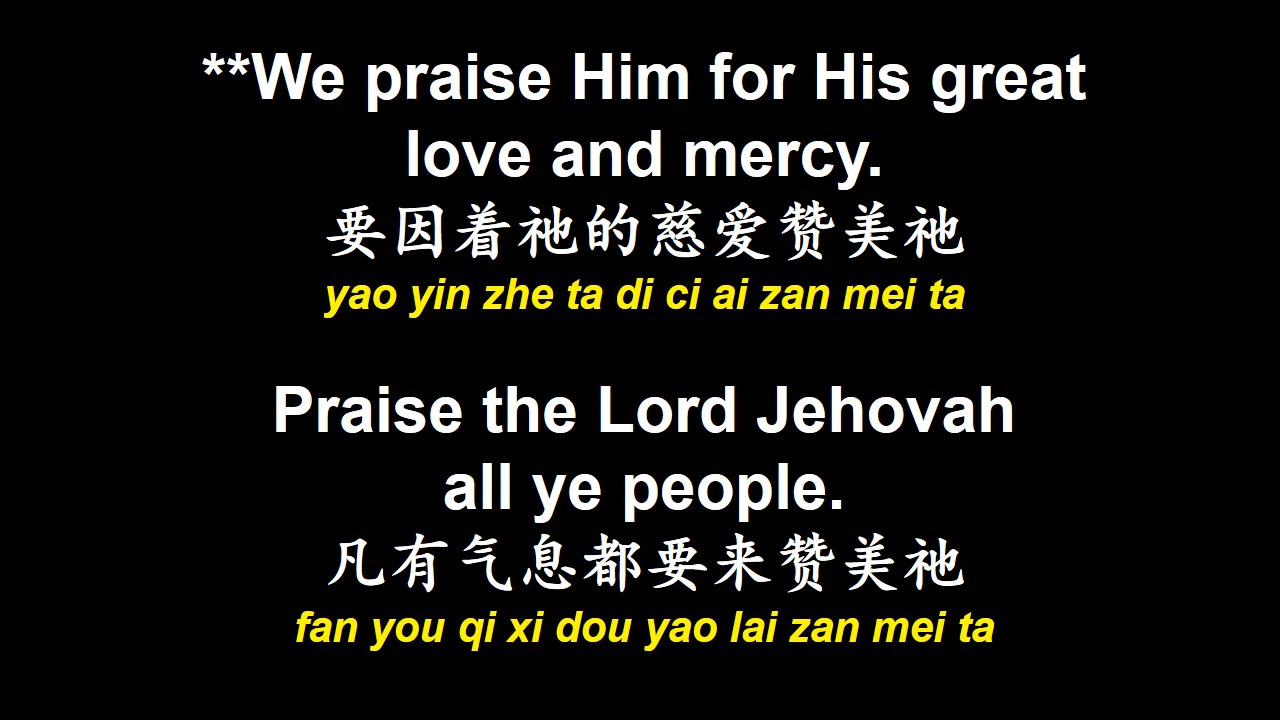 **We praise Him for His great
love and mercy.
要因着祂的慈爱赞美祂
yao yin zhe ta di ci ai zan mei ta
Praise the Lord Jehovah
all ye people.
凡有气息都要来赞美祂
fan you qi xi dou yao lai zan mei ta